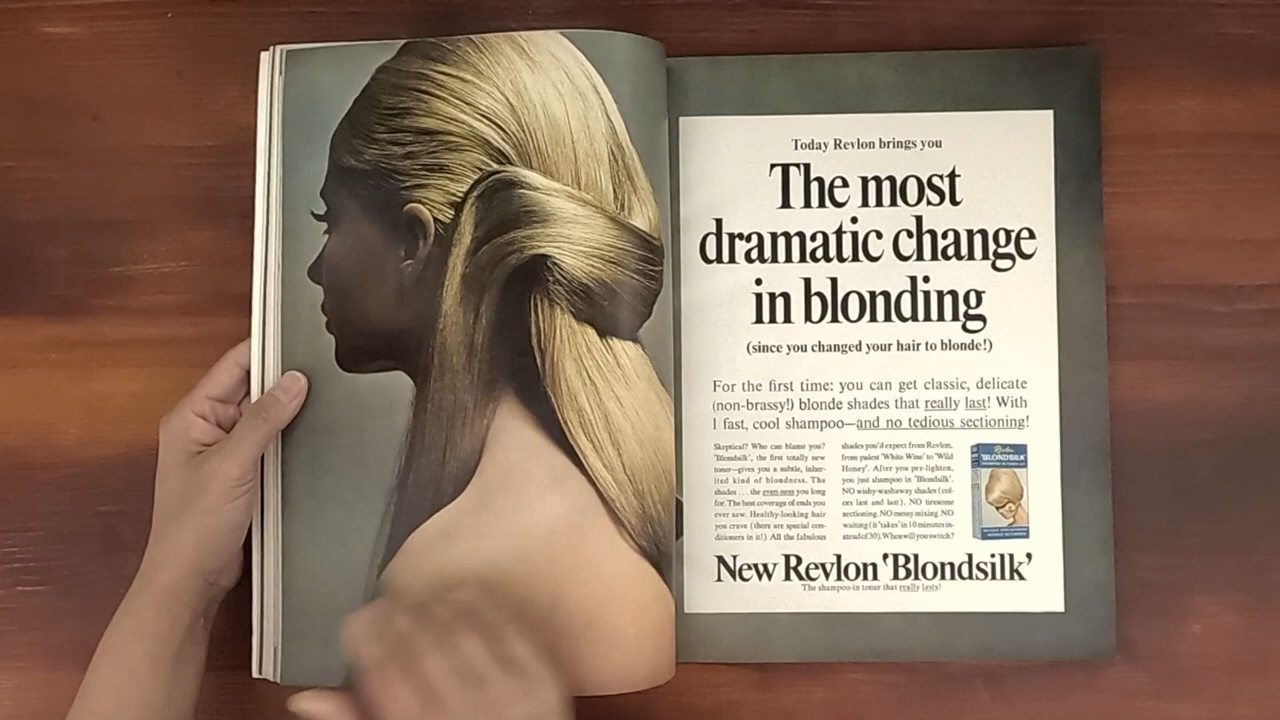 Today Revlon brings you
The most
dramatic change
in blonding
(since you changed your hair to blonde!)
For the first time: you can get classic, delicate
(non-brassy!) blonde shades that really last! With
1 fast, cool shampoo—and no tedious sectioning!
Skeptical? Who can blame you?
'Blondsilk', the first totally new
toner—gives you a subtle, inher-
ited kind of blondness. The
shades . . . the even-ness you long
for. The best coverage of ends you
ever saw. Healthy-looking hair
you crave (there are special con-
ditioners in it!) All the fabulous
shades you'd expect from Revlon,
from palest 'White Wine' to 'Wild
Honey'. After you pre-lighten,
you just shampoo in 'Blondsilk'.
NO wishy-washaway shades (col-
ors last and last). NO tiresome
sectioning. NO messy mixing. NO
waiting (it 'takes' in 10 minutes in-
stead of 30). When will you switch?
Revlon
'BLONDSILK'
New Revlon 'Blondsilk'
The shampoo-in toner that really lasts!